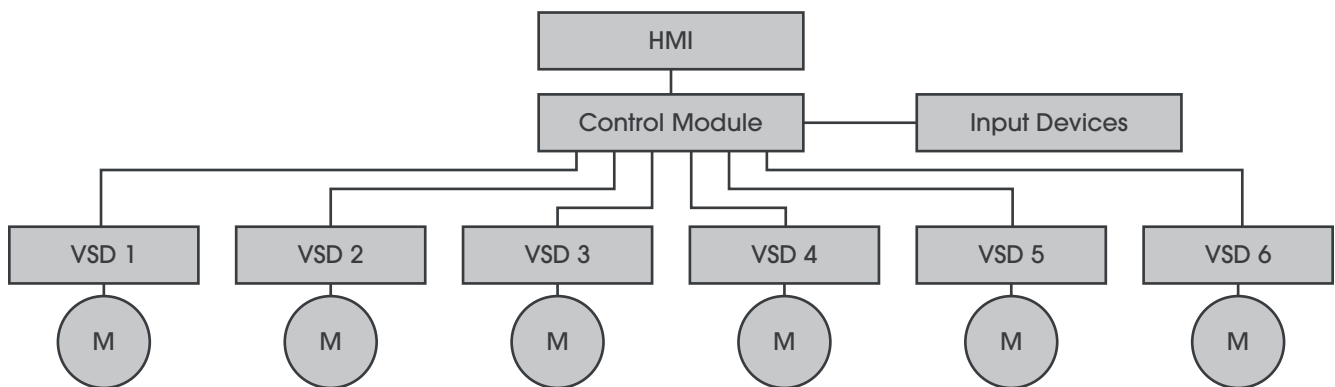 HMI
Control Module
Input Devices
VSD 1
VSD 2
VSD 3
VSD 4
VSD 5
VSD 6
M
M
M
M
M
M